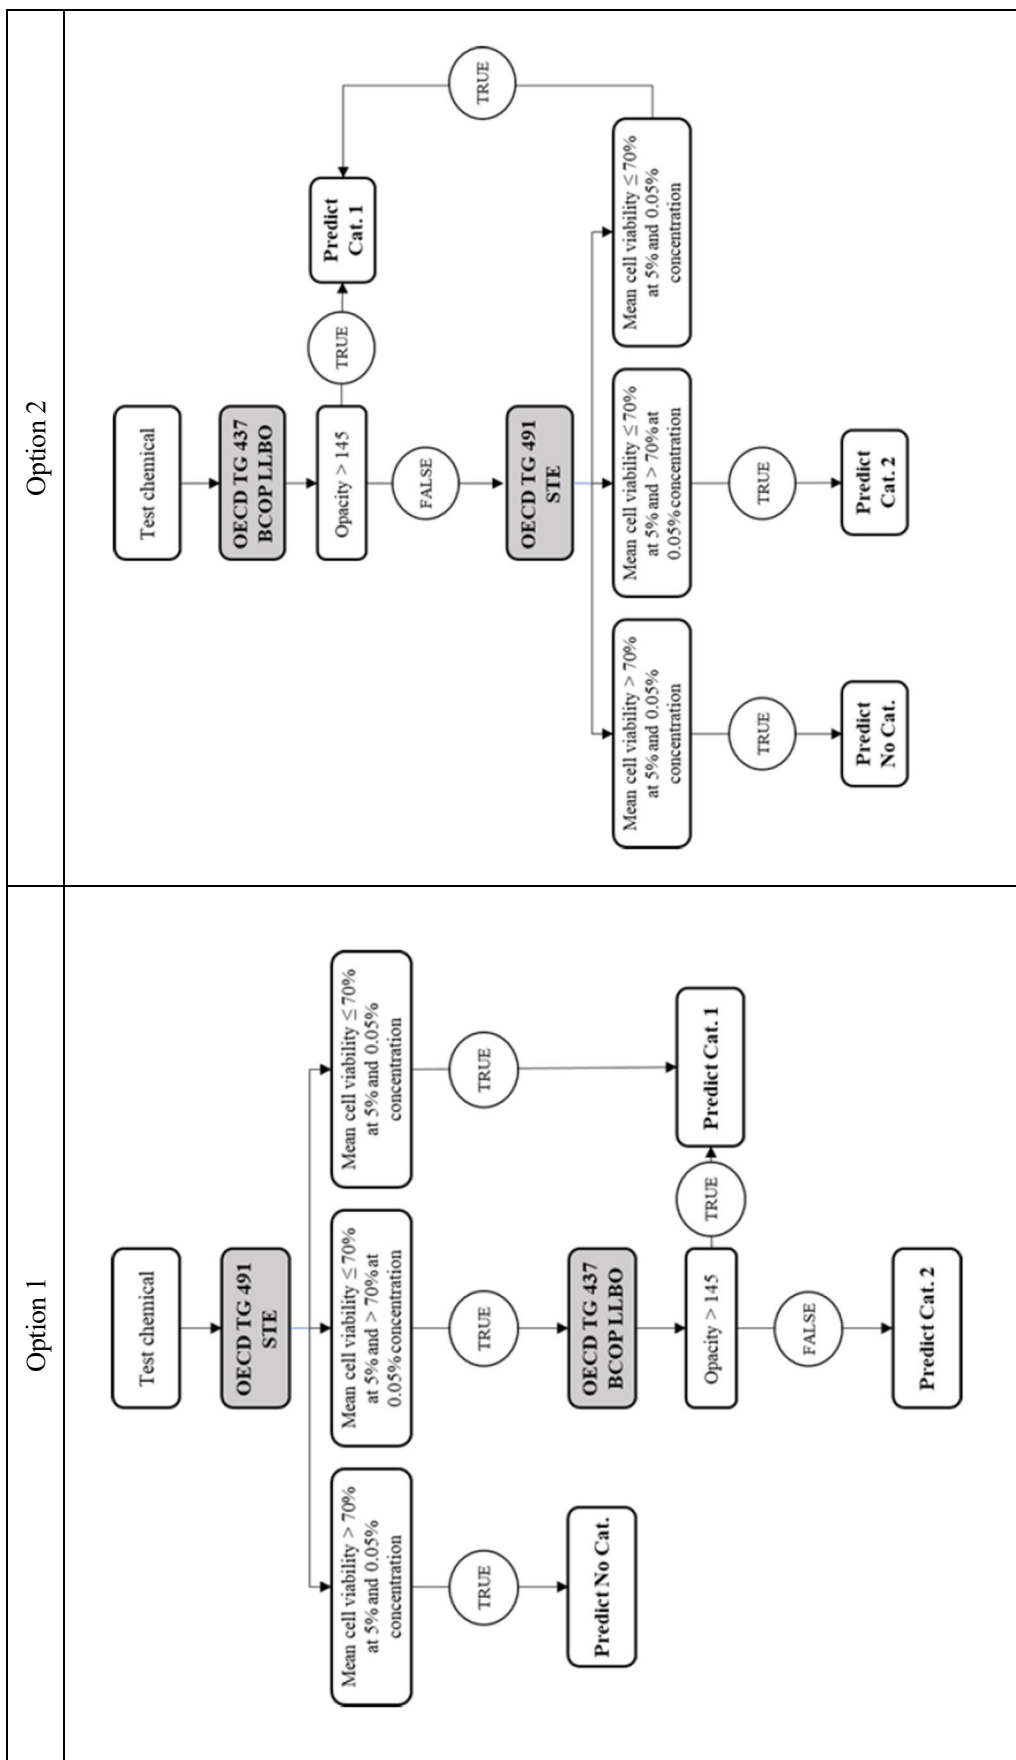 Option 1
Test chemical
OECD TG 491
STE
Mean cell viability > 70%
at 5% and 0.05%
concentration
Mean cell viability ≤ 70%
at 5% and > 70% at
0.05% concentration
Mean cell viability ≤ 70%
at 5% and 0.05%
concentration
TRUE
TRUE
TRUE
Predict No Cat.
OECD TG 437
BCOP LLBO
Opacity > 145
TRUE
Predict Cat. 1
FALSE
Predict Cat. 2
Option 2
Test chemical
OECD TG 437
BCOP LLBO
Opacity > 145
TRUE
Predict
Cat. 1
TRUE
FALSE
OECD TG 491
STE
Mean cell viability > 70%
at 5% and 0.05%
concentration
Mean cell viability ≤ 70%
at 5% and > 70% at
0.05% concentration
Mean cell viability ≤ 70%
at 5% and 0.05%
concentration
TRUE
TRUE
Predict
No Cat.
Predict
Cat. 2